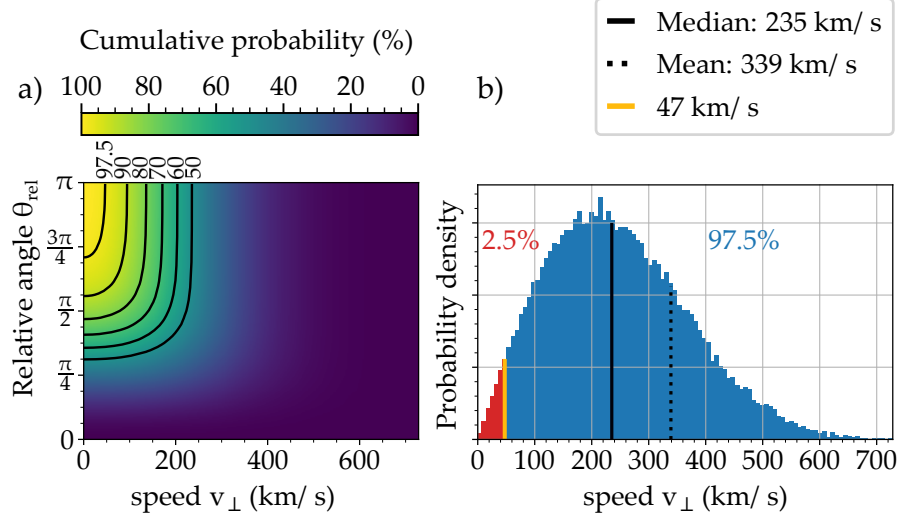 Cumulative probability (%)
a)
100 80 60 40 20 0
97.5 90 80 70 60 50
Relative angle θrel
π
3π/4
π/2
π/4
0
0 200 400 600
speed v⊥ (km/ s)
b)
Median: 235 km/ s
Mean: 339 km/ s
47 km/ s
2.5% 97.5%
Probability density
0 100 200 300 400 500 600 700
speed v⊥ (km/ s)